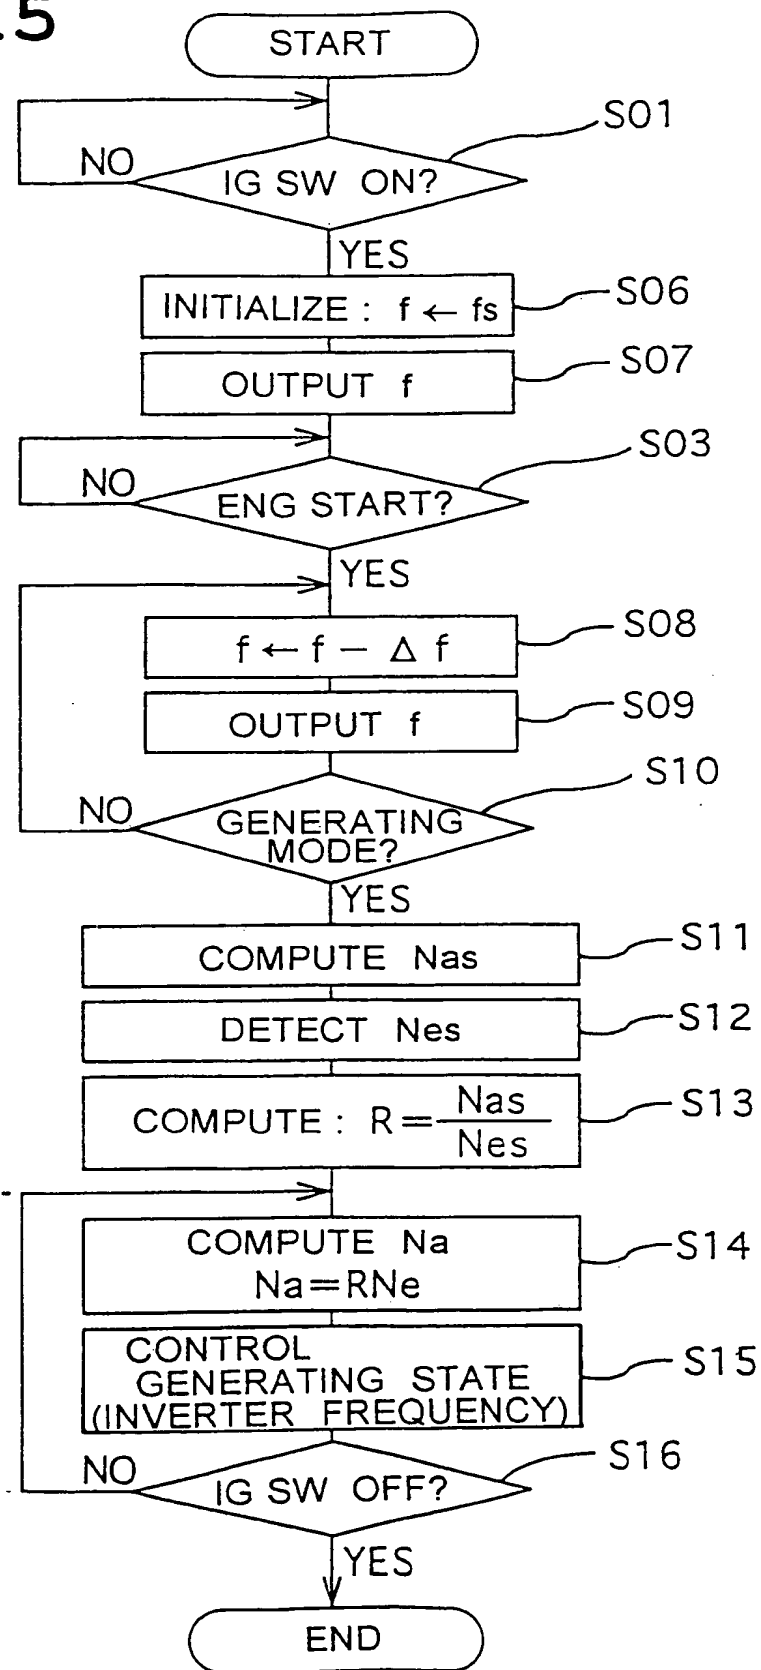 START
S01
NO
IG SW ON?
YES
INITIALIZE : f ← fs
S06
OUTPUT f
S07
S03
NO
ENG START?
YES
f ← f − Δ f
S08
OUTPUT f
S09
S10
NO
GENERATING
MODE?
YES
COMPUTE Nas
S11
DETECT Nes
S12
COMPUTE : R = Nas
Nes
S13
COMPUTE Na
Na=RNe
S14
CONTROL
GENERATING STATE
(INVERTER FREQUENCY)
S15
NO
IG SW OFF?
S16
YES
END